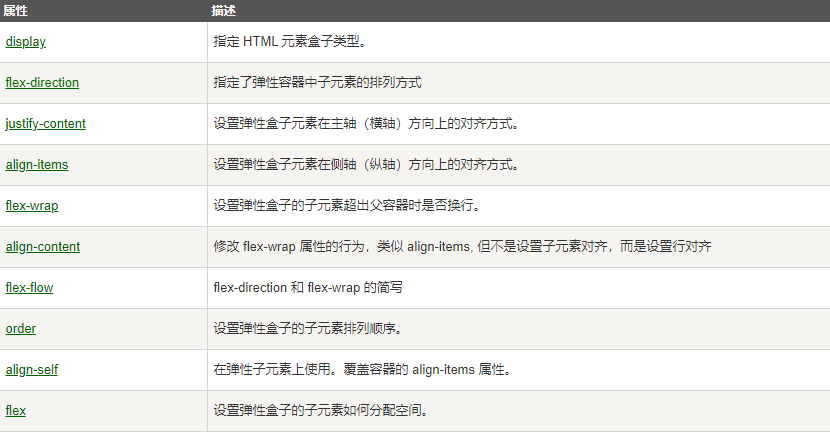 属性 描述
display 指定 HTML 元素盒子类型。
flex-direction 指定了弹性容器中子元素的排列方式
justify-content 设置弹性盒子元素在主轴（横轴）方向上的对齐方式。
align-items 设置弹性盒子元素在侧轴（纵轴）方向上的对齐方式。
flex-wrap 设置弹性盒子的子元素超出父容器时是否换行。
align-content 修改 flex-wrap 属性的行为，类似 align-items, 但不是设置子元素对齐，而是设置行对齐
flex-flow flex-direction 和 flex-wrap 的简写
order 设置弹性盒子的子元素排列顺序。
align-self 在弹性子元素上使用。覆盖容器的 align-items 属性。
flex 设置弹性盒子的子元素如何分配空间。